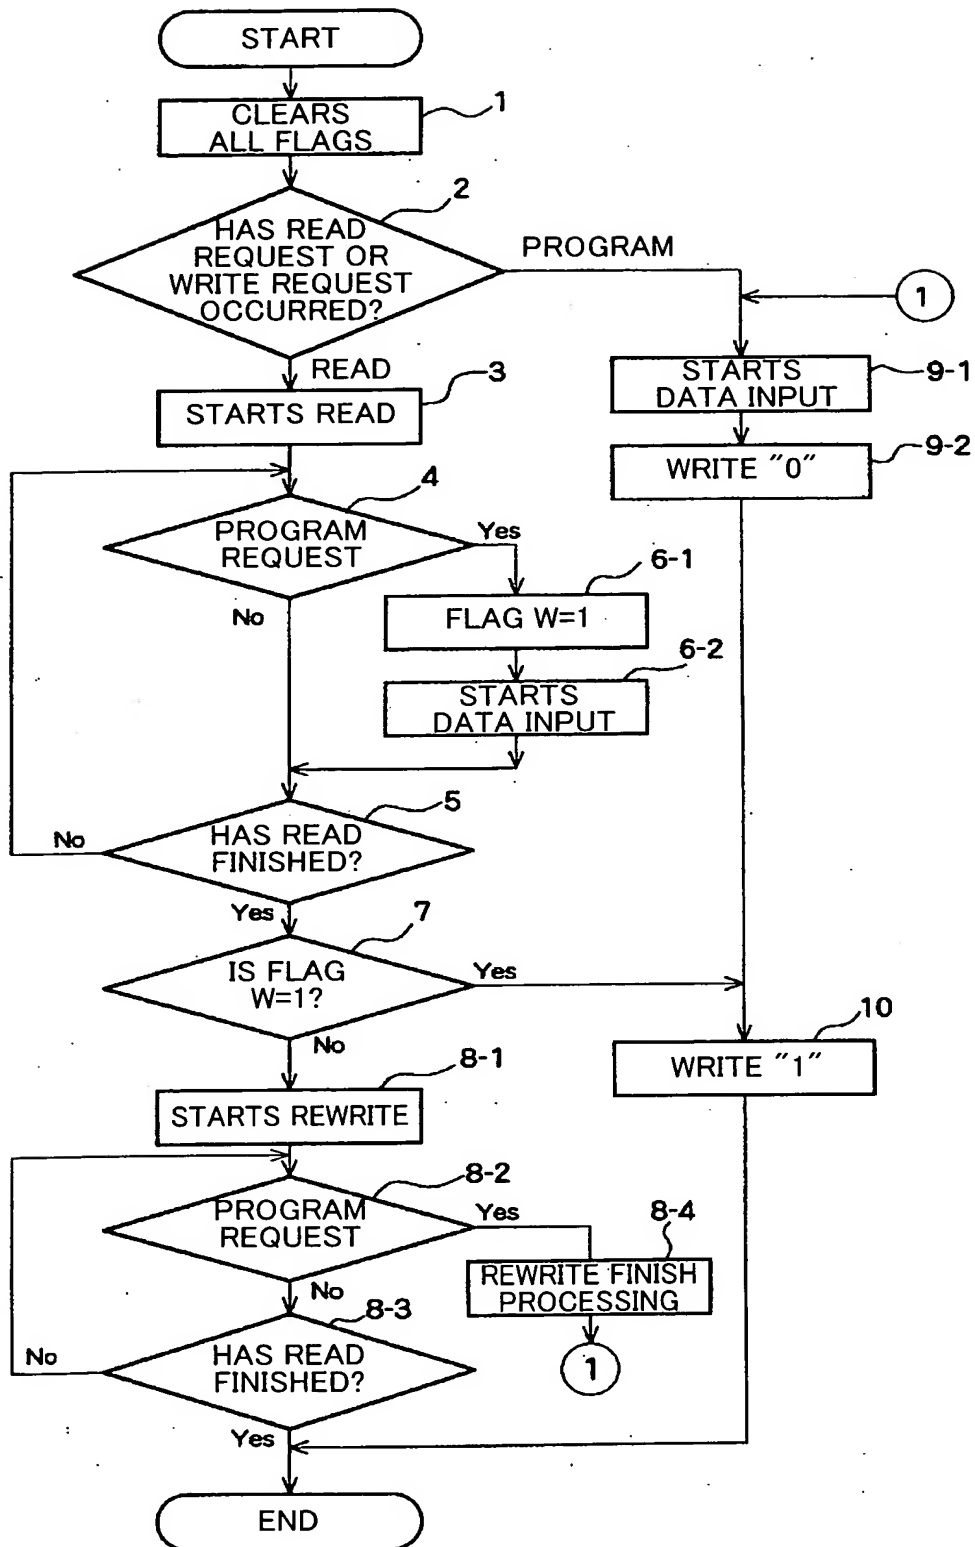 START
1
CLEARS
ALL FLAGS
2
HAS READ
REQUEST OR
WRITE REQUEST
OCCURRED?
PROGRAM
1
READ
3
STARTS READ
STARTS
DATA INPUT
9-1
WRITE "0"
9-2
4
PROGRAM
REQUEST
Yes
No
6-1
FLAG W=1
6-2
STARTS
DATA INPUT
5
HAS READ
FINISHED?
No
Yes
7
IS FLAG
W=1?
Yes
No
10
WRITE "1"
8-1
STARTS REWRITE
8-2
PROGRAM
REQUEST
Yes
No
8-4
REWRITE FINISH
PROCESSING
1
8-3
HAS READ
FINISHED?
No
Yes
END